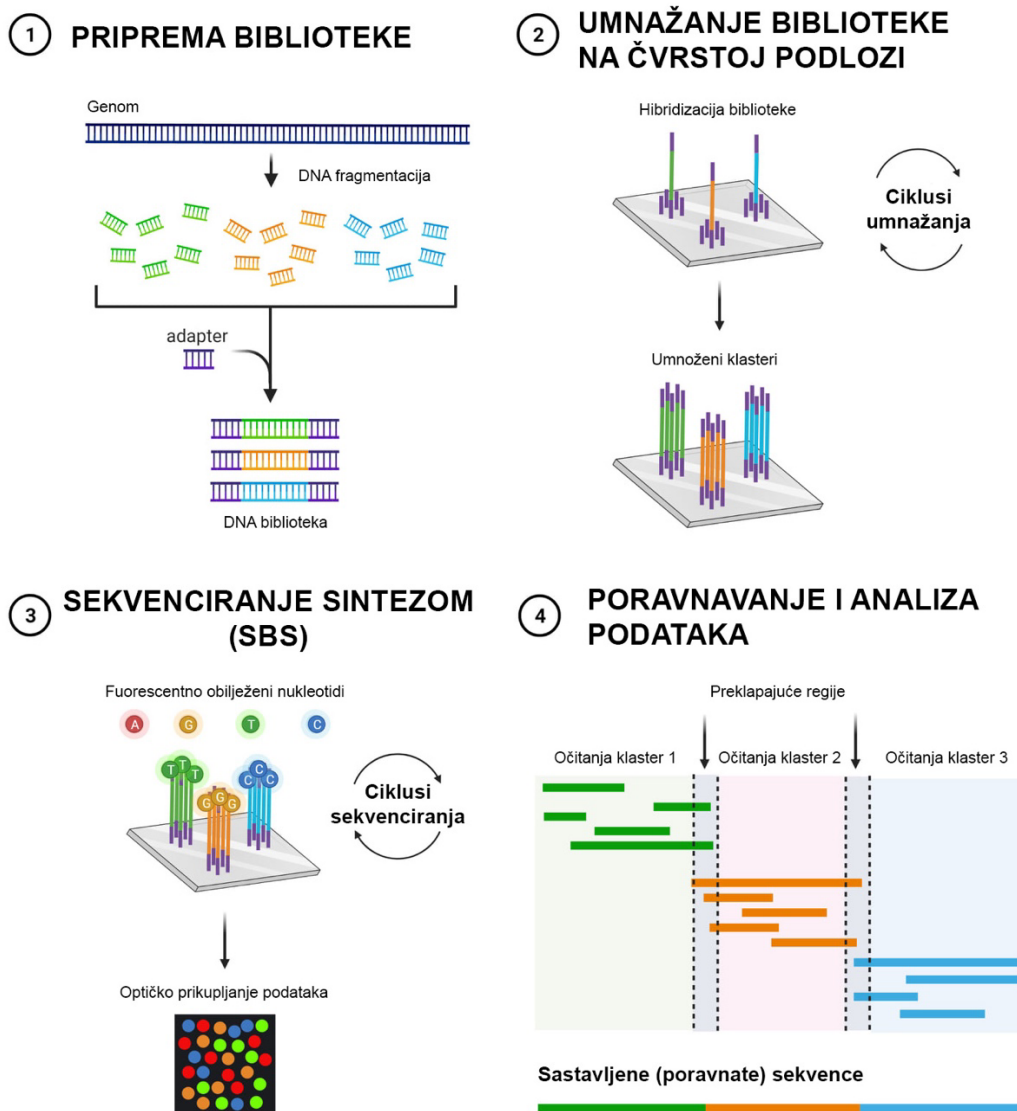 1 PRIPREMA BIBLIOTEKE
Genom
DNA fragmentacija
adapter
DNA biblioteka
2 UMNAŽANJE BIBLIOTEKE
NA ČVRSTOJ PODLOZI
Hibridizacija biblioteke
Ciklusi
umnažanja
Umnoženi klasteri
3 SEKVENCIRANJE SINTEZOM
(SBS)
Fuorescentno obilježeni nukleotidi
A G T C
T T T G G G C C C
Ciklusi
sekvenciranja
Optičko prikupljanje podataka
4 PORAVNAVANJE I ANALIZA
PODATAKA
Preklapajuće regije
Očitanja klaster 1 Očitanja klaster 2 Očitanja klaster 3
Sastavljene (poravnate) sekvence